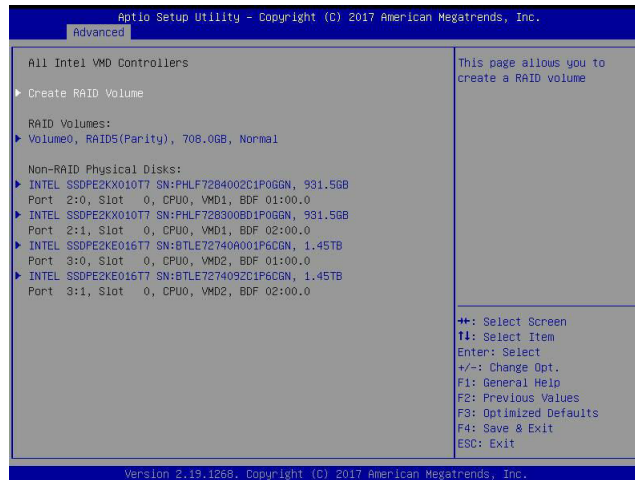 Aptio Setup Utility – Copyright (C) 2017 American Megatrends, Inc.
Advanced
All Intel VMD Controllers
Create RAID Volume
RAID Volumes:
Volume0, RAID5(Parity), 708.0GB, Normal
Non-RAID Physical Disks:
INTEL SSDPE2KX010T7 SN:PHLF7284002C1P0GGN, 931.5GB
Port 2:0, Slot 0, CPU0, VMD1, BDF 01:00.0
INTEL SSDPE2KX010T7 SN:PHLF728300BD1P0GGN, 931.5GB
Port 2:1, Slot 0, CPU0, VMD1, BDF 02:00.0
INTEL SSDPE2KE016T7 SN:BTLE72740A001P6CGN, 1.45TB
Port 3:0, Slot 0, CPU0, VMD2, BDF 01:00.0
INTEL SSDPE2KE016T7 SN:BTLE727409ZC1P6CGN, 1.45TB
Port 3:1, Slot 0, CPU0, VMD2, BDF 02:00.0
This page allows you to
create a RAID volume
→←: Select Screen
↑↓: Select Item
Enter: Select
+/-: Change Opt.
F1: General Help
F2: Previous Values
F3: Optimized Defaults
F4: Save & Exit
ESC: Exit
Version 2.19.1268. Copyright (C) 2017 American Megatrends, Inc.